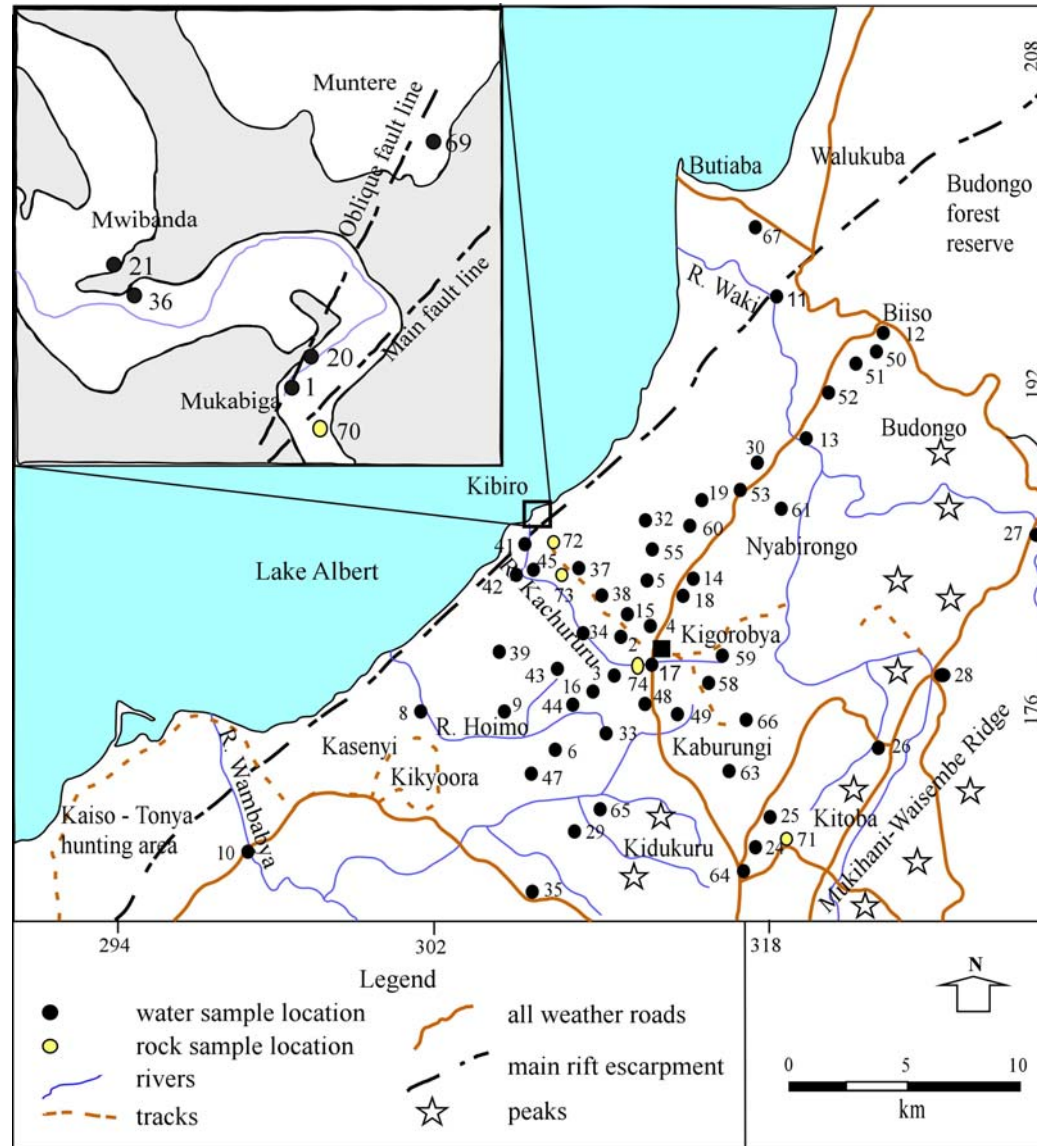 Muntere
Oblique fault line
69
Mwibanda
21
36
Main fault line
20
1
Mukabiga
70
208
Butiaba
Walukuba
Budongo
forest
reserve
67
R. Waki
11
Biiso
12
50
51
52
192
13
Budongo
30
53
19
61
60
27
Kibiro
32
Nyabirongo
55
41
72
45
37
Lake Albert
42
73
5
14
38
18
R. Kachururu
15
4
34
2
Kigorobya
39
17
59
43
3
74
28
16
58
48
176
8
9
44
49
66
R. Hoimo
33
Kaburungi
26
R. Wambabya
Kasenyi
6
Kikyoora
47
63
Kaiso - Tonya
hunting area
65
25
Kitoba
71
29
Kidukuru
24
10
64
Mukihani-Waisembe Ridge
35
294
302
318
Legend
water sample location
rock sample location
rivers
tracks
all weather roads
main rift escarpment
peaks
N
0 5 10
km